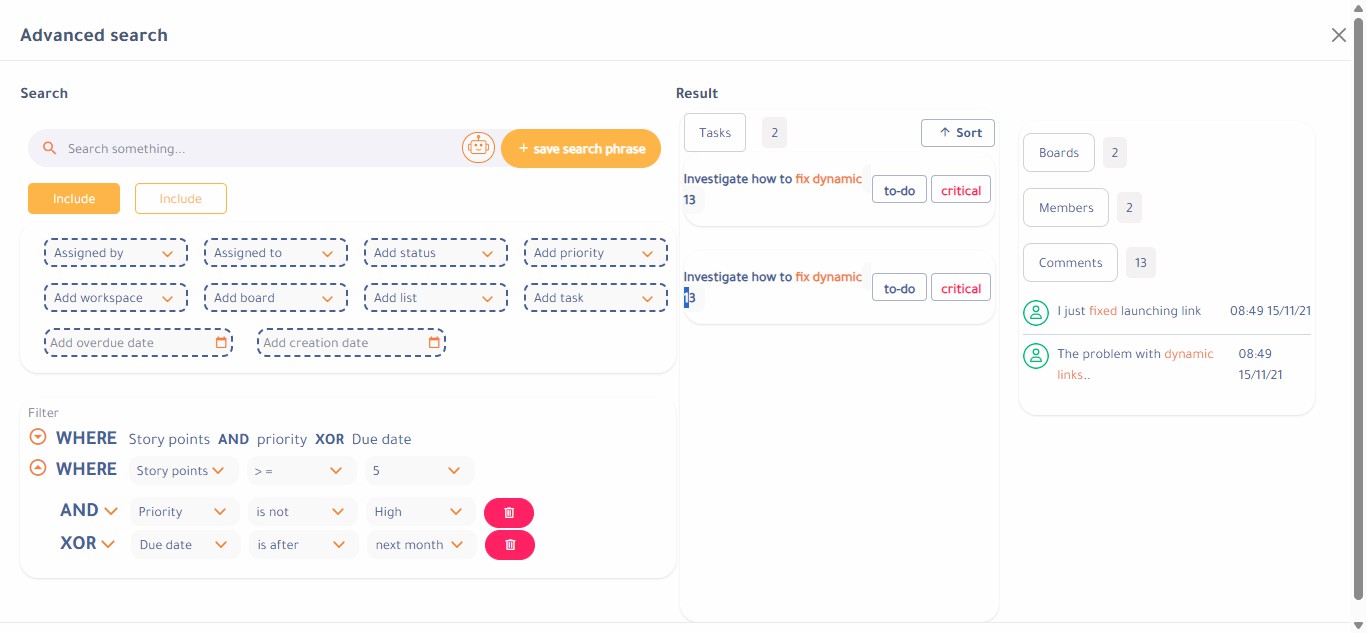 Advanced search
Search
Search something...
+ save search phrase
Include
Include
Assigned by
Assigned to
Add status
Add priority
Add workspace
Add board
Add list
Add task
Add overdue date
Add creation date
Filter
WHERE Story points AND priority XOR Due date
WHERE Story points > = 5
AND Priority is not High
XOR Due date is after next month
Result
Tasks 2
Sort
Investigate how to fix dynamic
13
to-do critical
Investigate how to fix dynamic
13
to-do critical
Boards 2
Members 2
Comments 13
I just fixed launching link 08:49 15/11/21
The problem with dynamic
links..
08:49
15/11/21